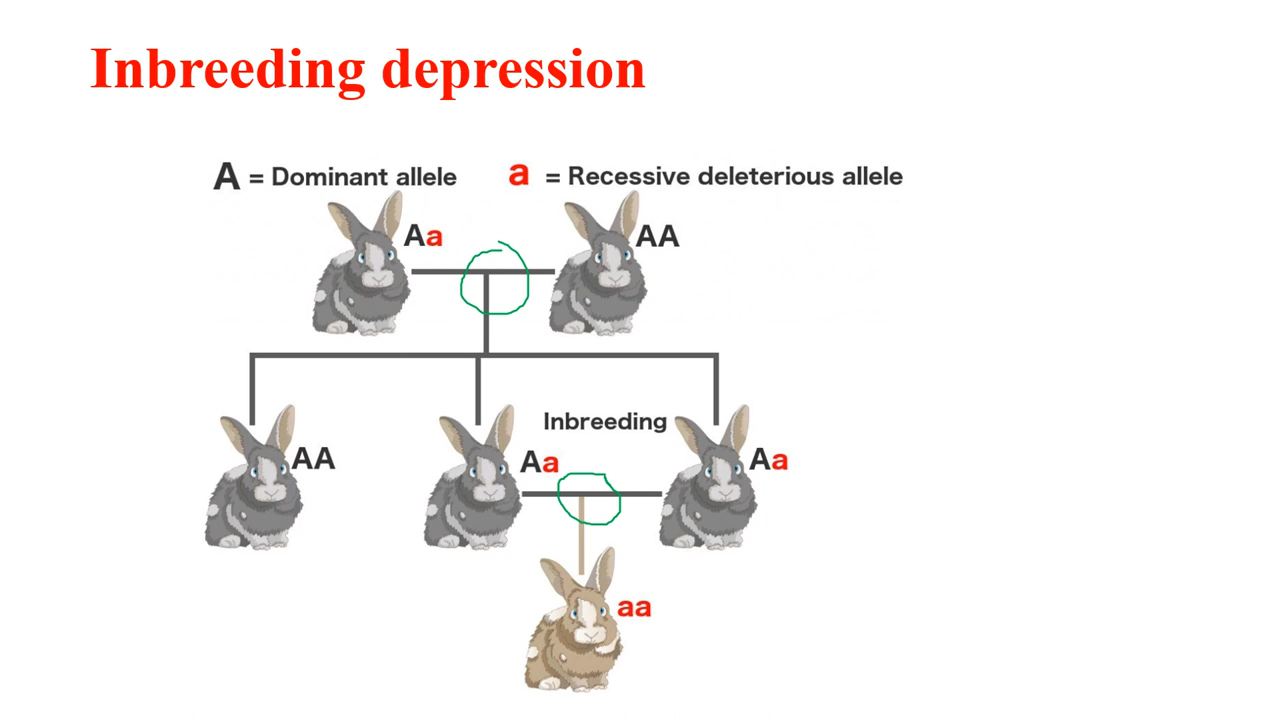 Inbreeding depression
A = Dominant allele a = Recessive deleterious allele
Aa AA
Inbreeding
AA Aa Aa
aa